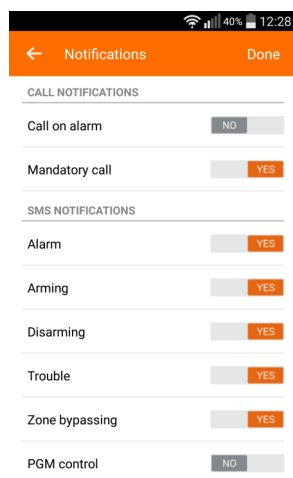 40% 12:28
Notifications Done
CALL NOTIFICATIONS
Call on alarm NO
Mandatory call YES
SMS NOTIFICATIONS
Alarm YES
Arming YES
Disarming YES
Trouble YES
Zone bypassing YES
PGM control NO